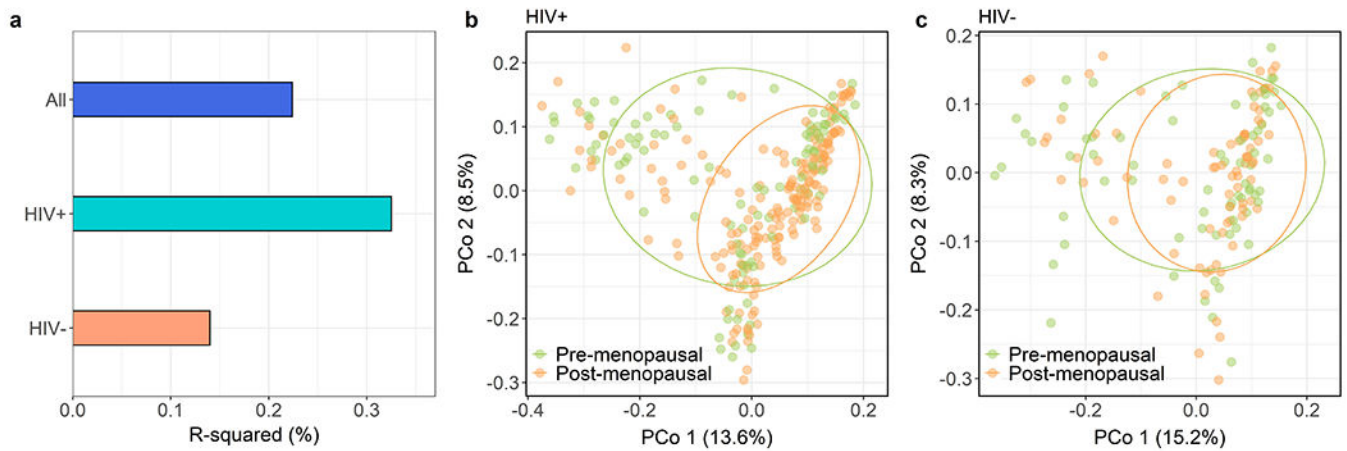 a
All
HIV+
HIV-
0.0 0.1 0.2 0.3
R-squared (%)
b
HIV+
0.2
0.1
0.0
-0.1
-0.2
-0.3
PCo 2 (8.5%)
Pre-menopausal
Post-menopausal
-0.4 -0.2 0.0 0.2
PCo 1 (13.6%)
c
HIV-
0.2
0.1
0.0
-0.1
-0.2
-0.3
PCo 2 (8.3%)
Pre-menopausal
Post-menopausal
-0.2 0.0 0.2
PCo 1 (15.2%)